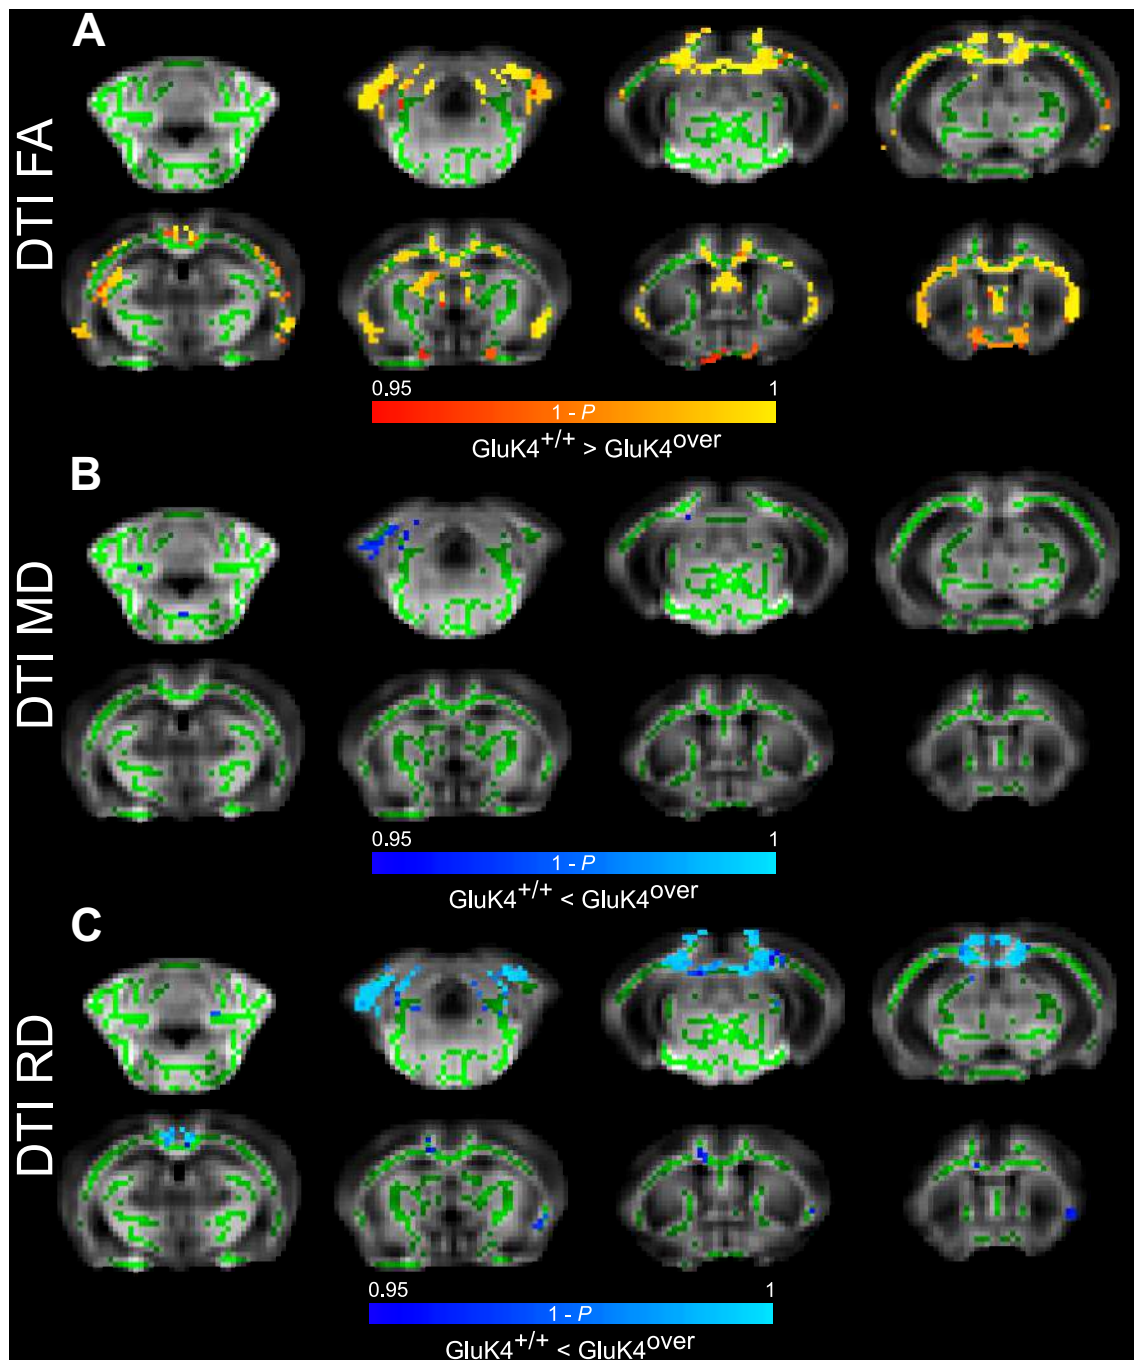 A
DTI FA
0.95 1
1 - P
GluK4+/+ > GluK4over
B
DTI MD
0.95 1
1 - P
GluK4+/+ < GluK4over
C
DTI RD
0.95 1
1 - P
GluK4+/+ < GluK4over